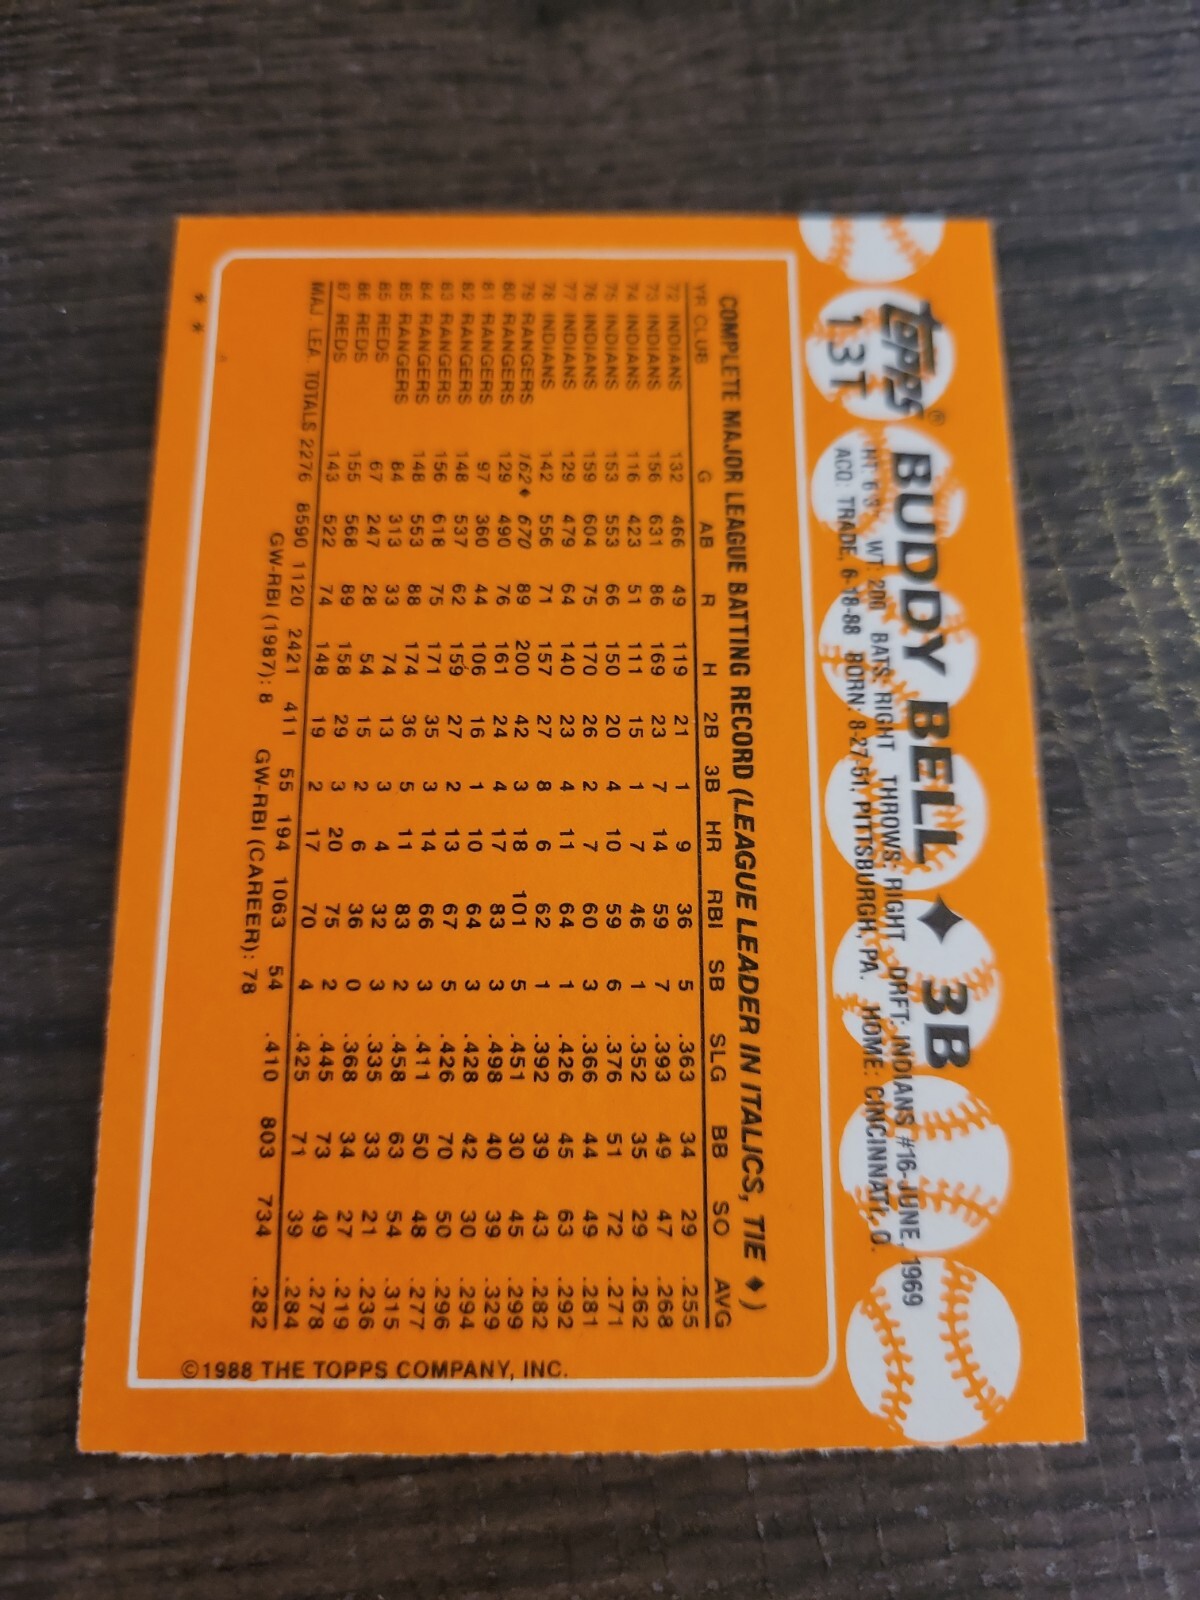 Topps® BUDDY BELL ♦ 3B
13T
HT: 6'3" WT: 200 BATS: RIGHT THROWS: RIGHT DRFT: INDIANS #16-JUNE, 1969
ACQ: TRADE, 6-18-88 BORN: 8-27-51, PITTSBURGH, PA. HOME: CINCINNATI, O.
COMPLETE MAJOR LEAGUE BATTING RECORD (LEAGUE LEADER IN ITALICS, TIE ♦)
YR CLUB G AB R H 2B 3B HR RBI SB SLG BB SO AVG
72 INDIANS 132 466 49 119 21 1 9 36 5 .363 34 29 .255
73 INDIANS 156 631 86 169 23 7 14 59 7 .393 49 47 .268
74 INDIANS 116 423 51 111 15 1 7 46 1 .352 35 29 .262
75 INDIANS 153 553 66 150 20 4 10 59 6 .376 51 72 .271
76 INDIANS 159 604 75 170 26 2 7 60 3 .366 44 49 .281
77 INDIANS 129 479 64 140 23 4 11 64 1 .426 45 63 .292
78 INDIANS 142 556 71 157 27 8 6 62 1 .392 39 43 .282
79 RANGERS 162♦ 670 89 200 42 3 18 101 5 .451 30 45 .299
80 RANGERS 129 490 76 161 24 4 17 83 3 .498 40 39 .329
81 RANGERS 97 360 44 106 16 1 10 64 3 .428 42 30 .294
82 RANGERS 148 537 62 159 27 2 13 67 5 .426 70 50 .296
83 RANGERS 156 618 75 171 35 3 14 66 3 .411 50 48 .277
84 RANGERS 148 553 88 174 36 5 11 83 2 .458 63 54 .315
85 RANGERS 84 313 33 74 13 3 4 32 3 .335 33 21 .236
85 REDS 67 247 28 54 15 2 6 36 0 .368 34 27 .219
86 REDS 155 568 89 158 29 3 20 75 2 .445 73 49 .278
87 REDS 143 522 74 148 19 2 17 70 4 .425 71 39 .284
MAJ LEA. TOTALS 2276 8590 1120 2421 411 55 194 1063 54 .410 803 734 .282
GW-RBI (1987): 8 GW-RBI (CAREER): 78
* *
©1988 THE TOPPS COMPANY, INC.